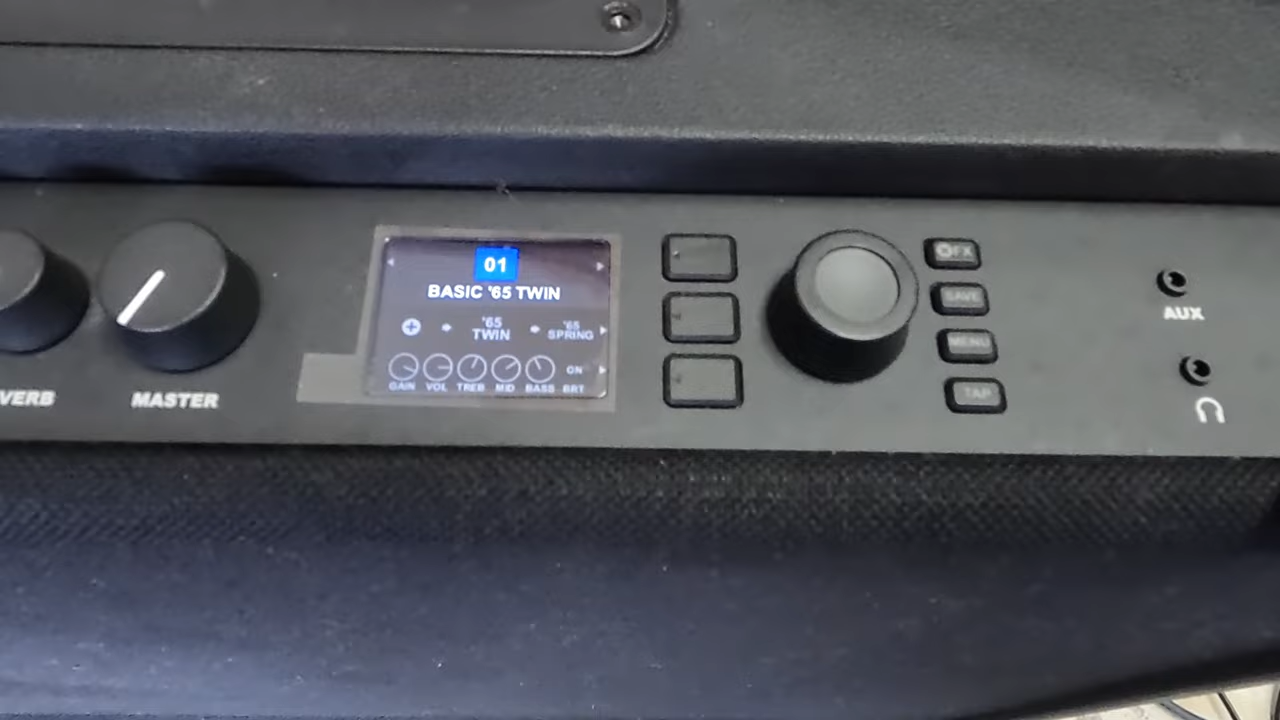 VERB
MASTER
01
BASIC '65 TWIN
'65
TWIN
'65
SPRING
GAIN VOL TREB MID BASS BRT
ON
SAVE
MENU
TAP
AUX